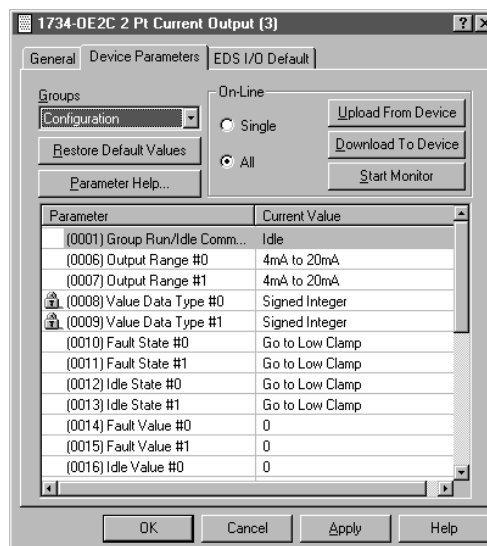 1734-OE2C 2 Pt Current Output (3)
General Device Parameters EDS I/O Default
Groups
Configuration
Restore Default Values
Parameter Help...
On-Line
Single
All
Upload From Device
Download To Device
Start Monitor
Parameter Current Value
(0001) Group Run/Idle Comm... Idle
(0006) Output Range #0 4mA to 20mA
(0007) Output Range #1 4mA to 20mA
(0008) Value Data Type #0 Signed Integer
(0009) Value Data Type #1 Signed Integer
(0010) Fault State #0 Go to Low Clamp
(0011) Fault State #1 Go to Low Clamp
(0012) Idle State #0 Go to Low Clamp
(0013) Idle State #1 Go to Low Clamp
(0014) Fault Value #0 0
(0015) Fault Value #1 0
(0016) Idle Value #0 0
OK Cancel Apply Help